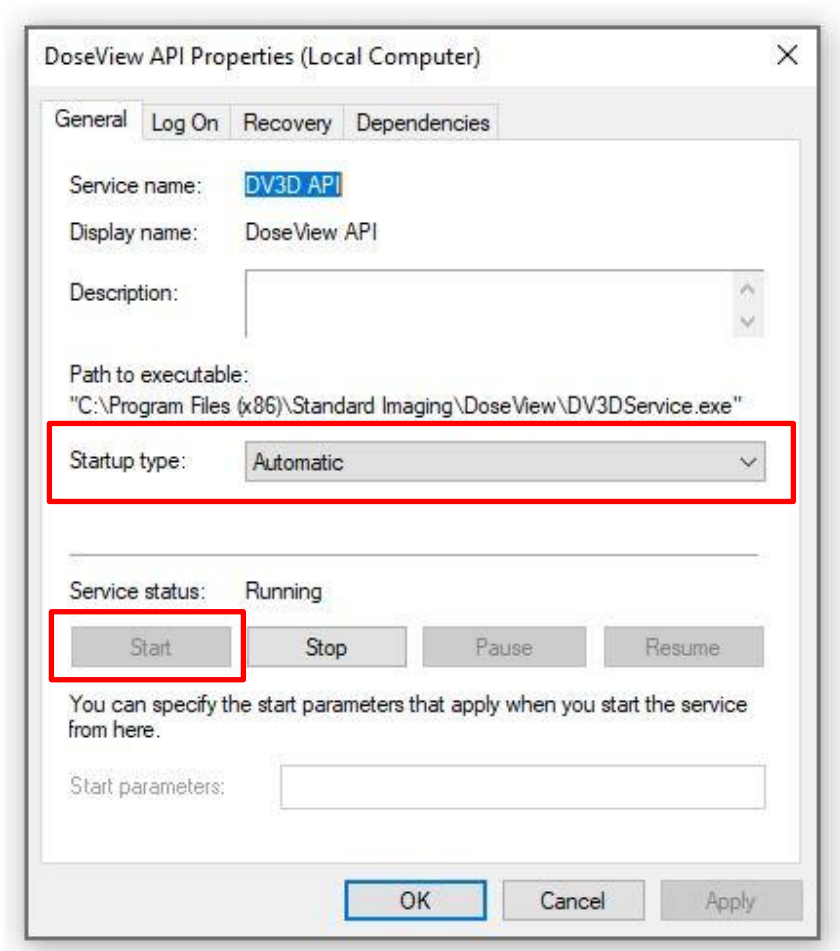 DoseView API Properties (Local Computer)
General Log On Recovery Dependencies
Service name: DV3D API
Display name: DoseView API
Description:
Path to executable:
"C:\Program Files (x86)\Standard Imaging\DoseView\DV3DService.exe"
Startup type: Automatic
Service status: Running
Start Stop Pause Resume
You can specify the start parameters that apply when you start the service
from here.
Start parameters:
OK Cancel Apply